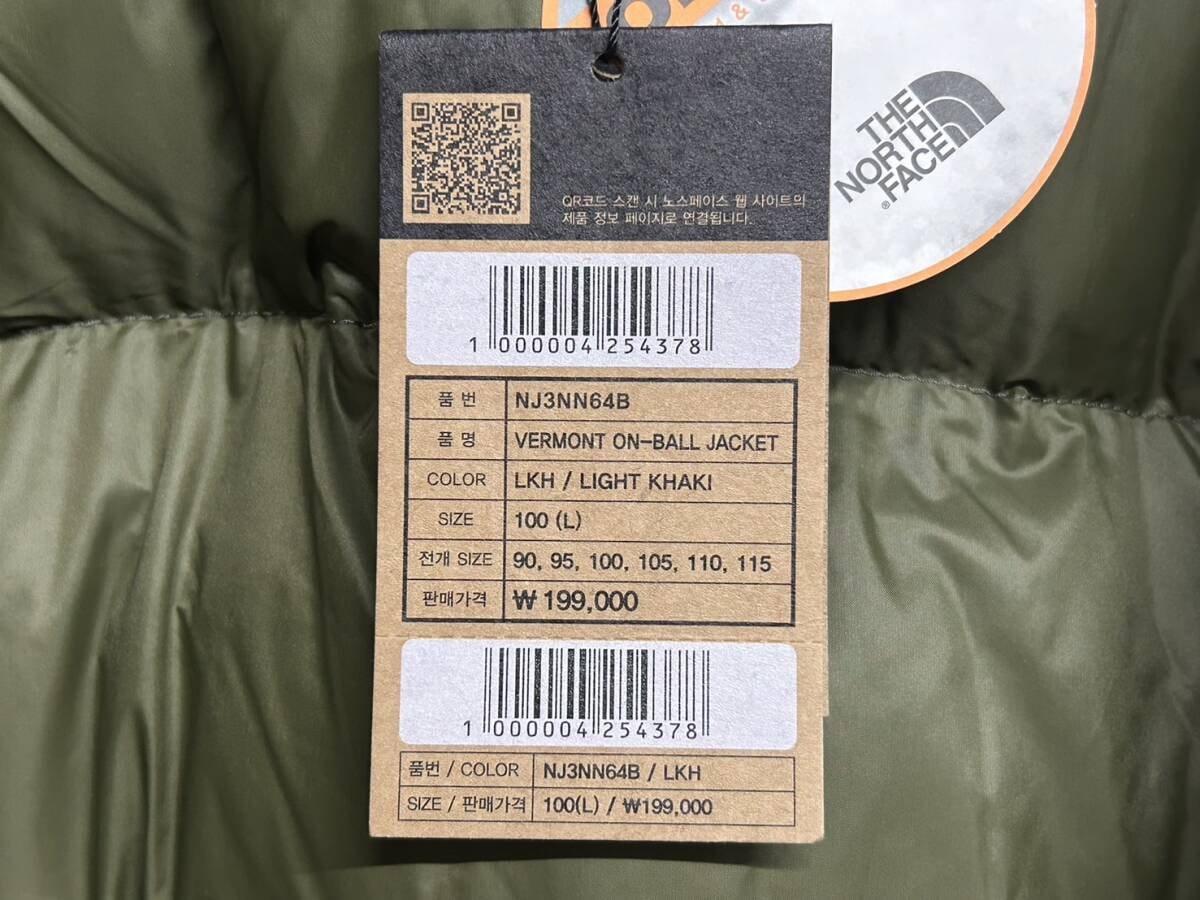 THE
NORTH
FACE
®
QR코드 스캔 시 노스페이스 웹 사이트의
제품 정보 페이지로 연결됩니다.
1 000004 254378
품 번 NJ3NN64B
품 명 VERMONT ON-BALL JACKET
COLOR LKH / LIGHT KHAKI
SIZE 100 (L)
전개 SIZE 90, 95, 100, 105, 110, 115
판매가격 ₩ 199,000
1 000004 254378
품번 / COLOR NJ3NN64B / LKH
SIZE / 판매가격 100(L) / ₩199,000